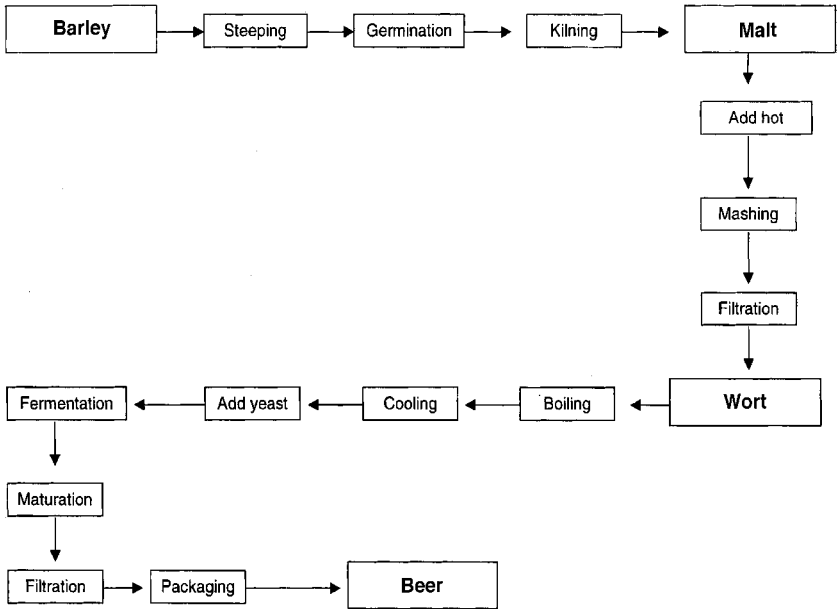 Barley
Steeping
Germination
Kilning
Malt
Add hot
Mashing
Filtration
Wort
Boiling
Cooling
Add yeast
Fermentation
Maturation
Filtration
Packaging
Beer